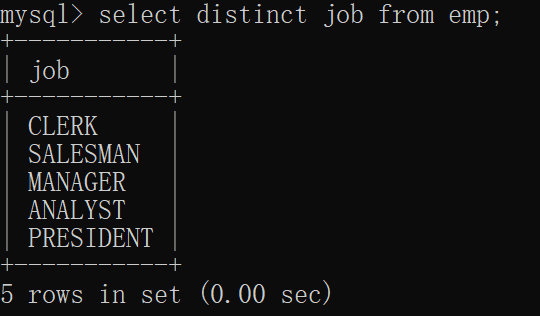 mysql> select distinct job from emp;
+-----------+
| job       |
+-----------+
| CLERK     |
| SALESMAN  |
| MANAGER   |
| ANALYST   |
| PRESIDENT |
+-----------+
5 rows in set (0.00 sec)